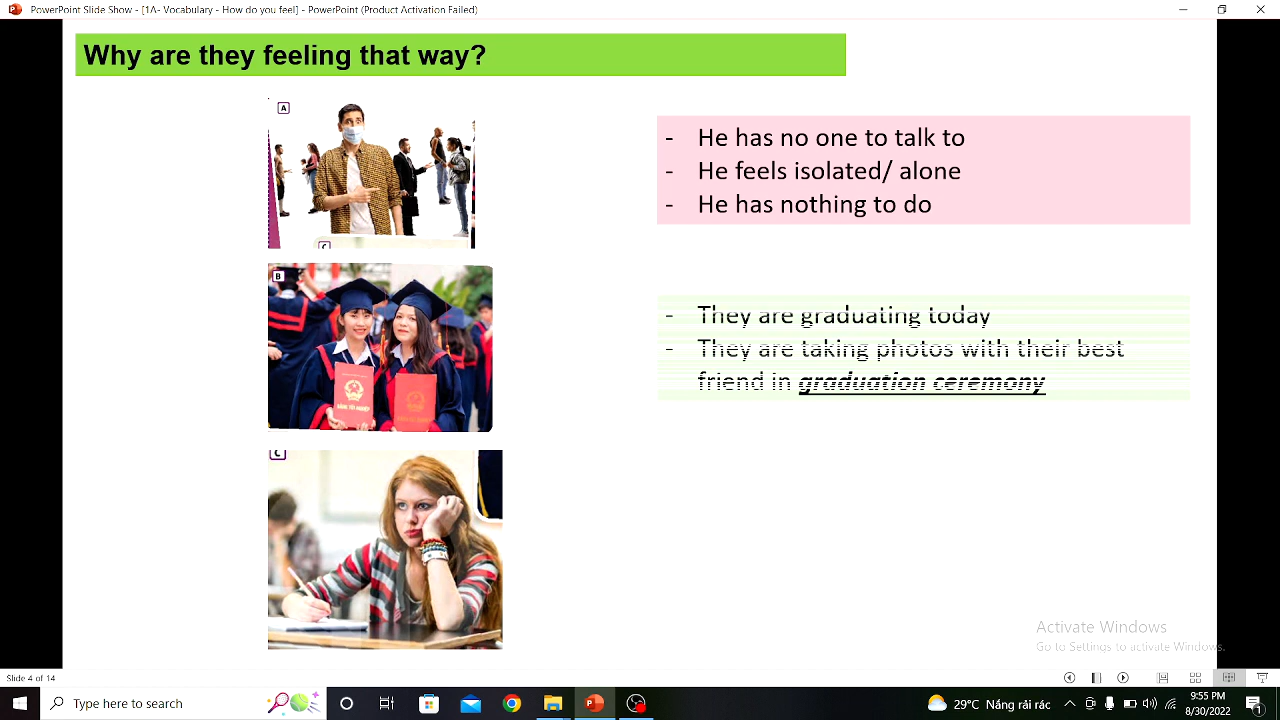 PowerPoint Slide Show - [1A- Vocabulary - How do you feel] - PowerPoint (Product Activation Failed)
Why are they feeling that way?
A
- He has no one to talk to
- He feels isolated/ alone
- He has nothing to do
C
B
- They are graduating today
- They are taking photos with their best
friend in graduation ceremony
BẰNG TỐT NGHIỆP
C
Activate Windows
Go to Settings to activate Windows.
Slide 4 of 14
Type here to search
29°C Nắng rải rác
9:55 PM
8/30/2022
1